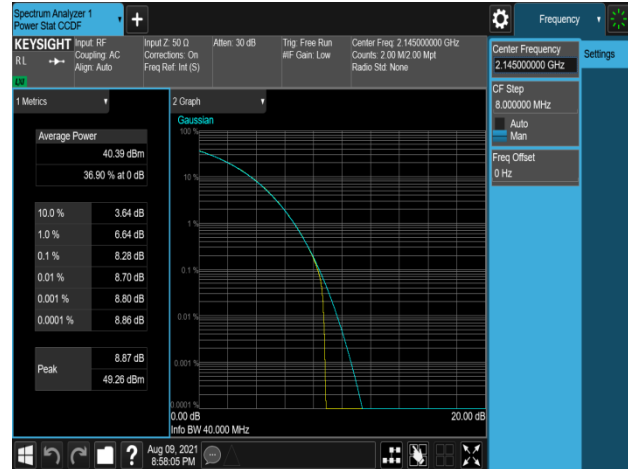 Spectrum Analyzer 1
Power Stat CCDF
Frequency
KEYSIGHT
Input: RF
Coupling: AC
Align: Auto
Input Z: 50 Ω
Corrections: On
Freq Ref: Int (S)
Atten: 30 dB
Trig: Free Run
#IF Gain: Low
Center Freq: 2.145000000 GHz
Counts: 2.00 M/2.00 Mpt
Radio Std: None
R L
Center Frequency
2.145000000 GHz
Settings
CF Step
8.000000 MHz
Auto
Man
Freq Offset
0 Hz
1 Metrics
Average Power
40.39 dBm
36.90 % at 0 dB
10.0 % 3.64 dB
1.0 % 6.64 dB
0.1 % 8.28 dB
0.01 % 8.70 dB
0.001 % 8.80 dB
0.0001 % 8.86 dB
Peak
8.87 dB
49.26 dBm
2 Graph
Gaussian
100 %
10 %
1 %
0.1 %
0.01 %
0.001 %
0.0001 %
0.00 dB 20.00 dB
Info BW 40.000 MHz
?
Aug 09, 2021
8:58:05 PM